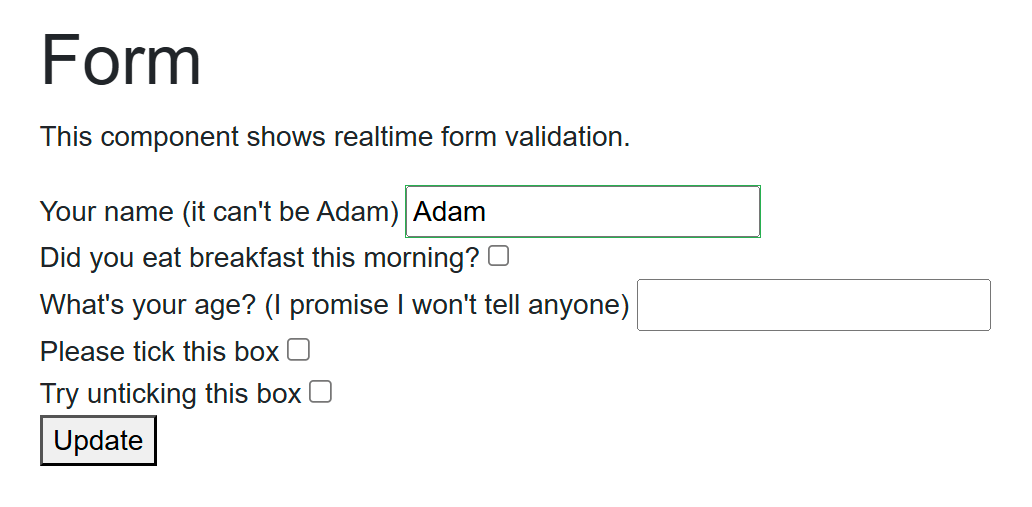 Form
This component shows realtime form validation.
Your name (it can't be Adam) Adam
Did you eat breakfast this morning?
What's your age? (I promise I won't tell anyone)
Please tick this box
Try unticking this box
Update